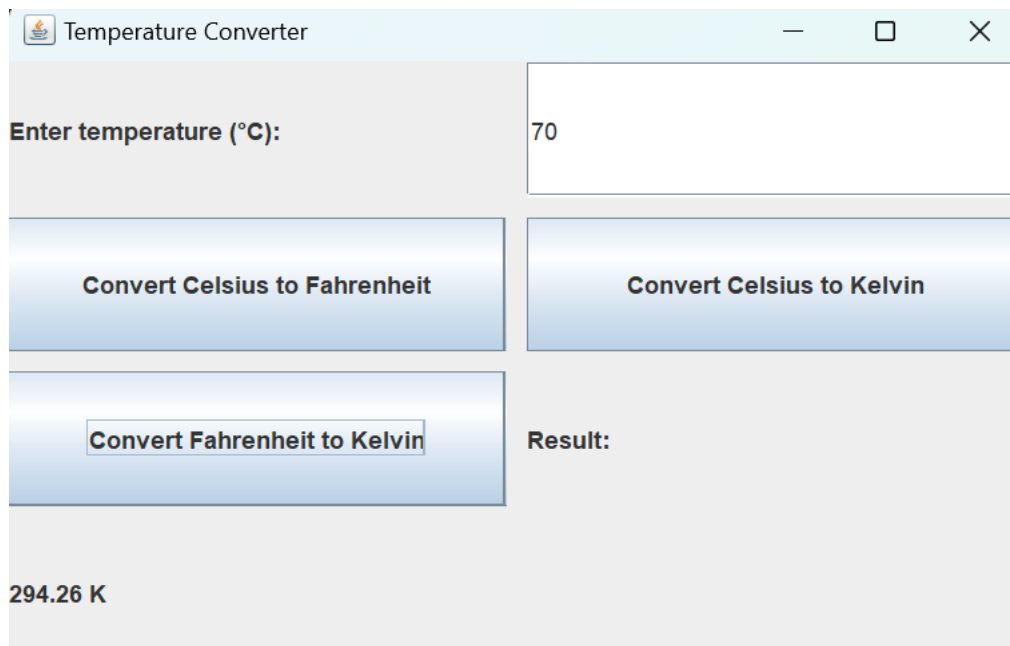 Temperature Converter
Enter temperature (°C):
70
Convert Celsius to Fahrenheit
Convert Celsius to Kelvin
Convert Fahrenheit to Kelvin
Result:
294.26 K